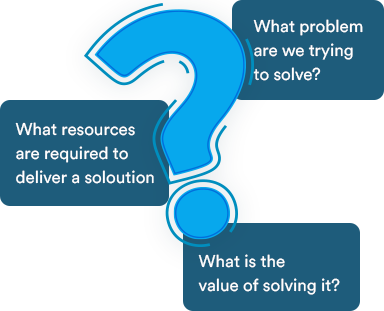 What problem
are we trying
to solve?
What resources
are required to
deliver a soloution
What is the
value of solving it?